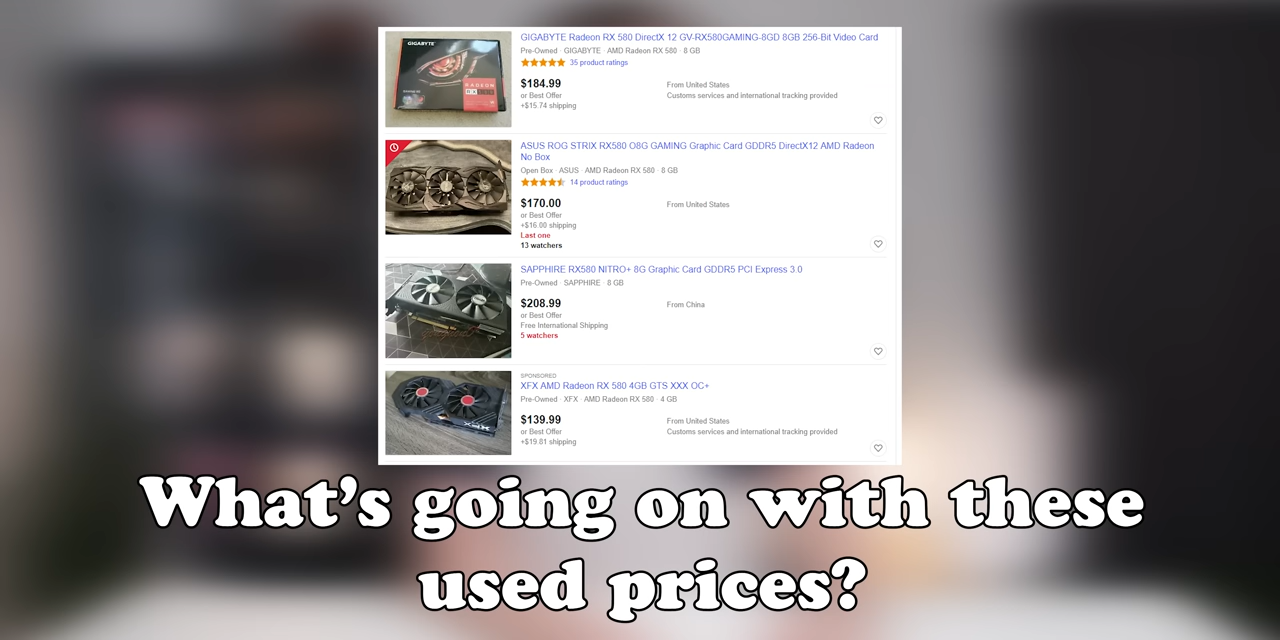 GIGABYTE
RADEON
GIGABYTE Radeon RX 580 DirectX 12 GV-RX580GAMING-8GD 8GB 256-Bit Video Card
Pre-Owned · GIGABYTE · AMD Radeon RX 580 · 8 GB
35 product ratings
$184.99
From United States
or Best Offer
Customs services and international tracking provided
+$15.74 shipping
ASUS ROG STRIX RX580 O8G GAMING Graphic Card GDDR5 DirectX12 AMD Radeon
No Box
Open Box · ASUS · AMD Radeon RX 580 · 8 GB
14 product ratings
$170.00
From United States
or Best Offer
+$16.00 shipping
Last one
13 watchers
SAPPHIRE RX580 NITRO+ 8G Graphic Card GDDR5 PCI Express 3.0
Pre-Owned · SAPPHIRE · 8 GB
$208.99
From China
or Best Offer
Free International Shipping
5 watchers
SPONSORED
XFX AMD Radeon RX 580 4GB GTS XXX OC+
Pre-Owned · XFX · AMD Radeon RX 580 · 4 GB
XFX
$139.99
From United States
or Best Offer
Customs services and international tracking provided
+$19.81 shipping
What's going on with these
used prices?